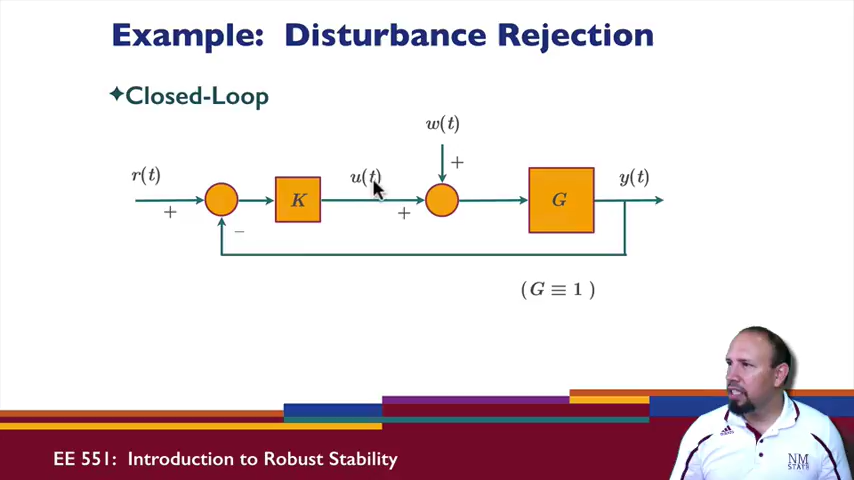 Example: Disturbance Rejection
✦Closed-Loop
w(t)
r(t)
u(t)
y(t)
+
+
+
−
K
G
( G ≡ 1 )
EE 551: Introduction to Robust Stability
NM
STATE